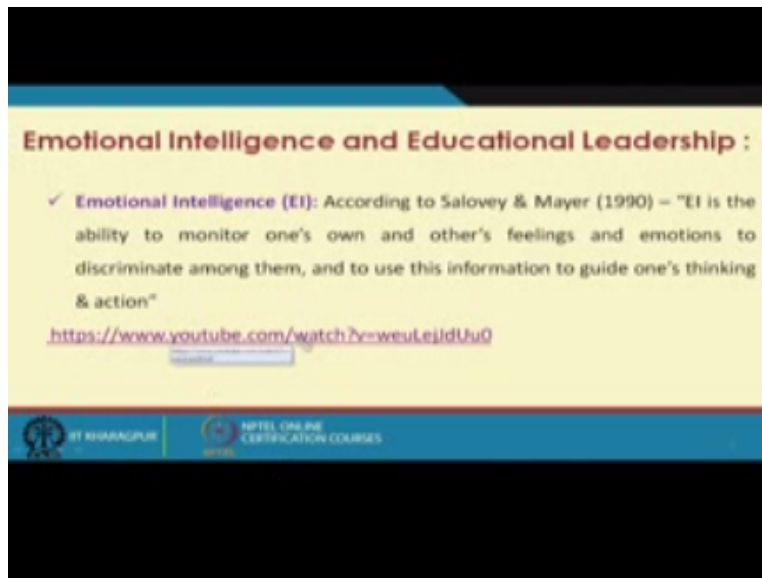 Emotional Intelligence and Educational Leadership :
✓ Emotional Intelligence (EI): According to Salovey & Mayer (1990) – "EI is the
ability to monitor one's own and other's feelings and emotions to
discriminate among them, and to use this information to guide one's thinking
& action"
https://www.youtube.com/watch?v=weuLejJdUu0
IIT KHARAGPUR
NPTEL ONLINE
CERTIFICATION COURSES
NPTEL